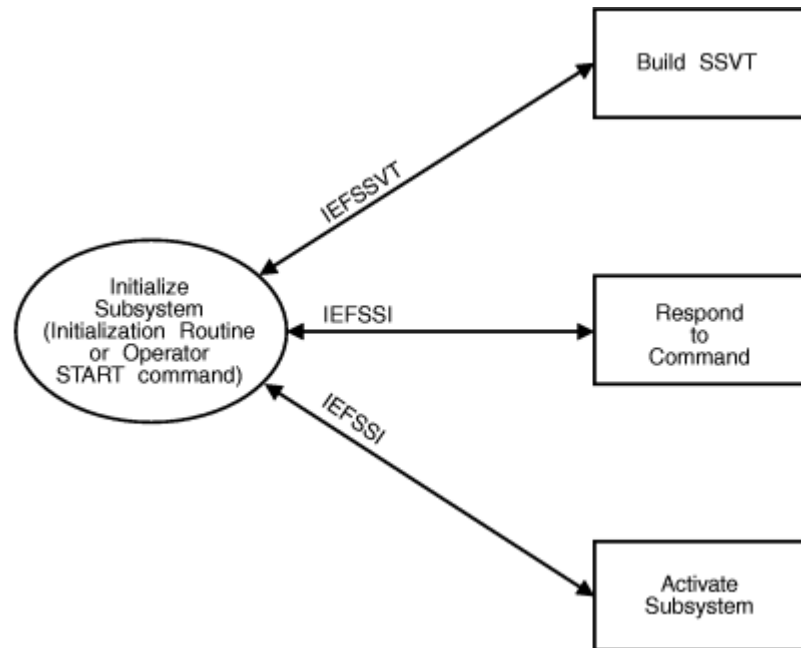 Build SSVT
IEFSSVT
Initialize
Subsystem
(Initialization Routine
or Operator
START command)
IEFSSI
Respond
to
Command
IEFSSI
Activate
Subsystem